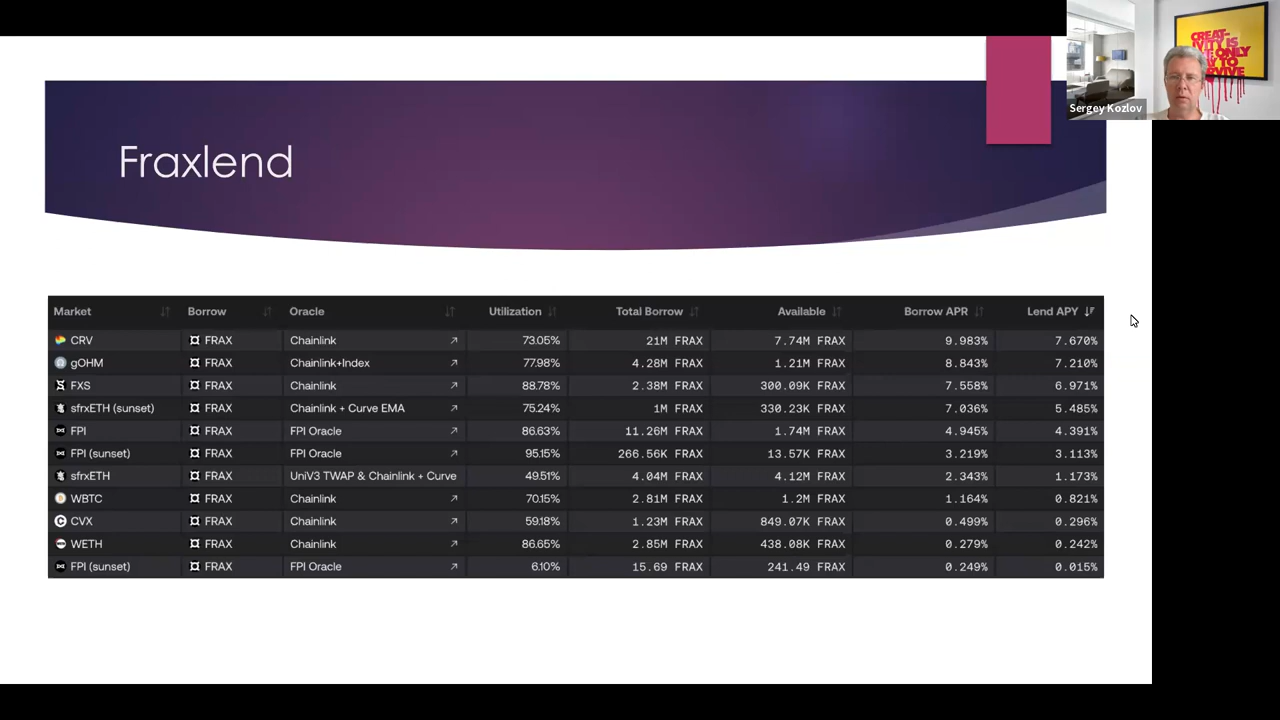 CREAT-
IVITY IS
THE ONLY
WAY TO
SURVIVE
Sergey Kozlov
Fraxlend
Market Borrow Oracle Utilization Total Borrow Available Borrow APR Lend APY
CRV FRAX Chainlink 73.05% 21M FRAX 7.74M FRAX 9.983% 7.670%
gOHM FRAX Chainlink+Index 77.98% 4.28M FRAX 1.21M FRAX 8.843% 7.210%
FXS FRAX Chainlink 88.78% 2.38M FRAX 300.09K FRAX 7.558% 6.971%
sfrxETH (sunset) FRAX Chainlink + Curve EMA 75.24% 1M FRAX 330.23K FRAX 7.036% 5.485%
FPI FRAX FPI Oracle 86.63% 11.26M FRAX 1.74M FRAX 4.945% 4.391%
FPI (sunset) FRAX FPI Oracle 95.15% 266.56K FRAX 13.57K FRAX 3.219% 3.113%
sfrxETH FRAX UniV3 TWAP & Chainlink + Curve 49.51% 4.04M FRAX 4.12M FRAX 2.343% 1.173%
WBTC FRAX Chainlink 70.15% 2.81M FRAX 1.2M FRAX 1.164% 0.821%
CVX FRAX Chainlink 59.18% 1.23M FRAX 849.07K FRAX 0.499% 0.296%
WETH FRAX Chainlink 86.65% 2.85M FRAX 438.08K FRAX 0.279% 0.242%
FPI (sunset) FRAX FPI Oracle 6.10% 15.69 FRAX 241.49 FRAX 0.249% 0.015%